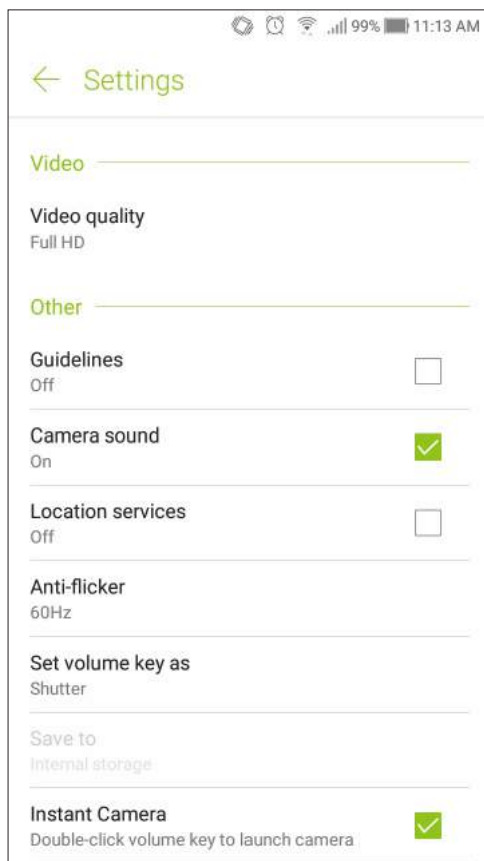 99% 11:13 AM
Settings
Video
Video quality
Full HD
Other
Guidelines
Off
Camera sound
On
Location services
Off
Anti-flicker
60Hz
Set volume key as
Shutter
Save to
Internal storage
Instant Camera
Double-click volume key to launch camera